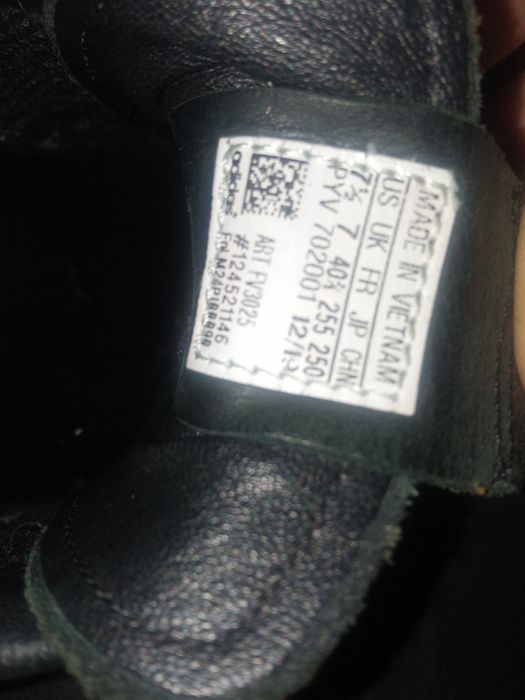 MADE IN VIETNAM
US UK FR JP CHN
7½ 7 40⅔ 255 250
PYV 702001 12/19
ART FV3025
#124521146
adidas